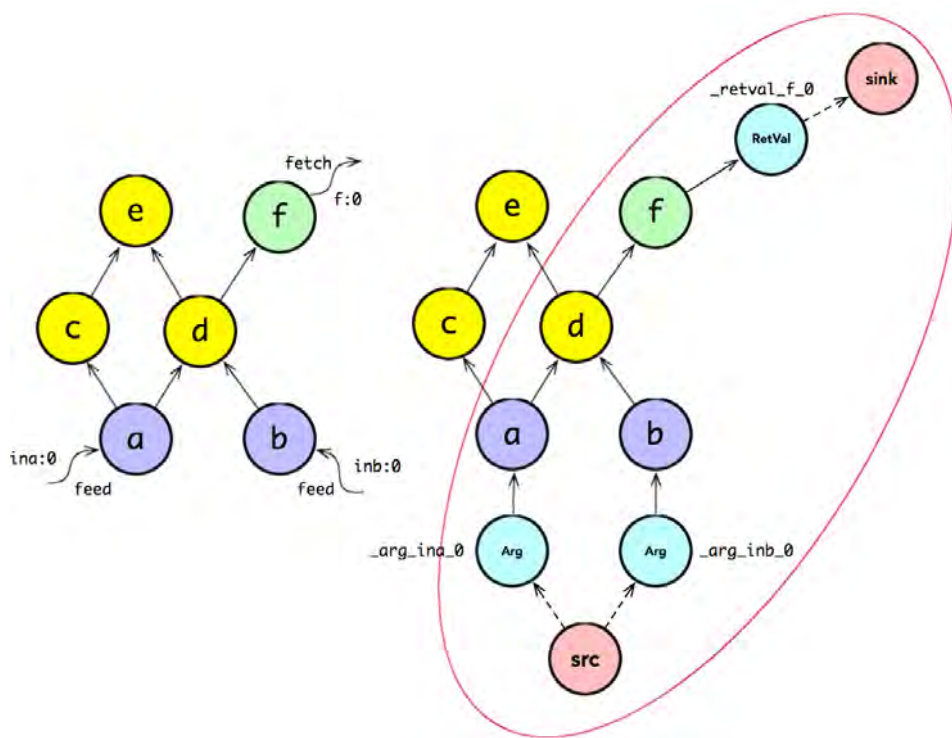 fetch
f:0
e
f
c
d
a
b
ina:0
feed
inb:0
feed
sink
_retval_f_0
RetVal
e
f
c
d
a
b
_arg_ina_0
Arg
Arg
_arg_inb_0
src